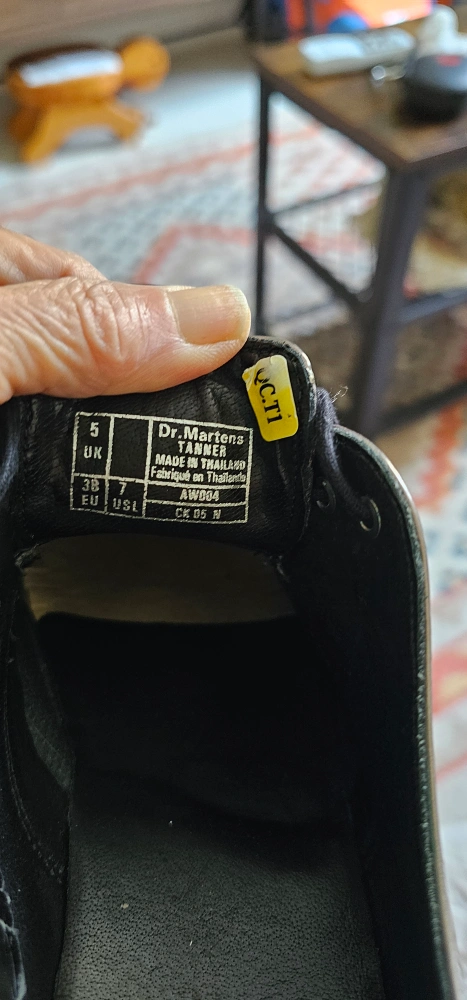 QC.T1
5
UK
Dr.Martens
TANNER
MADE IN THAILAND
Fabriqué en Thaïlande
38
EU
7
USL
AW004
CK 05 N